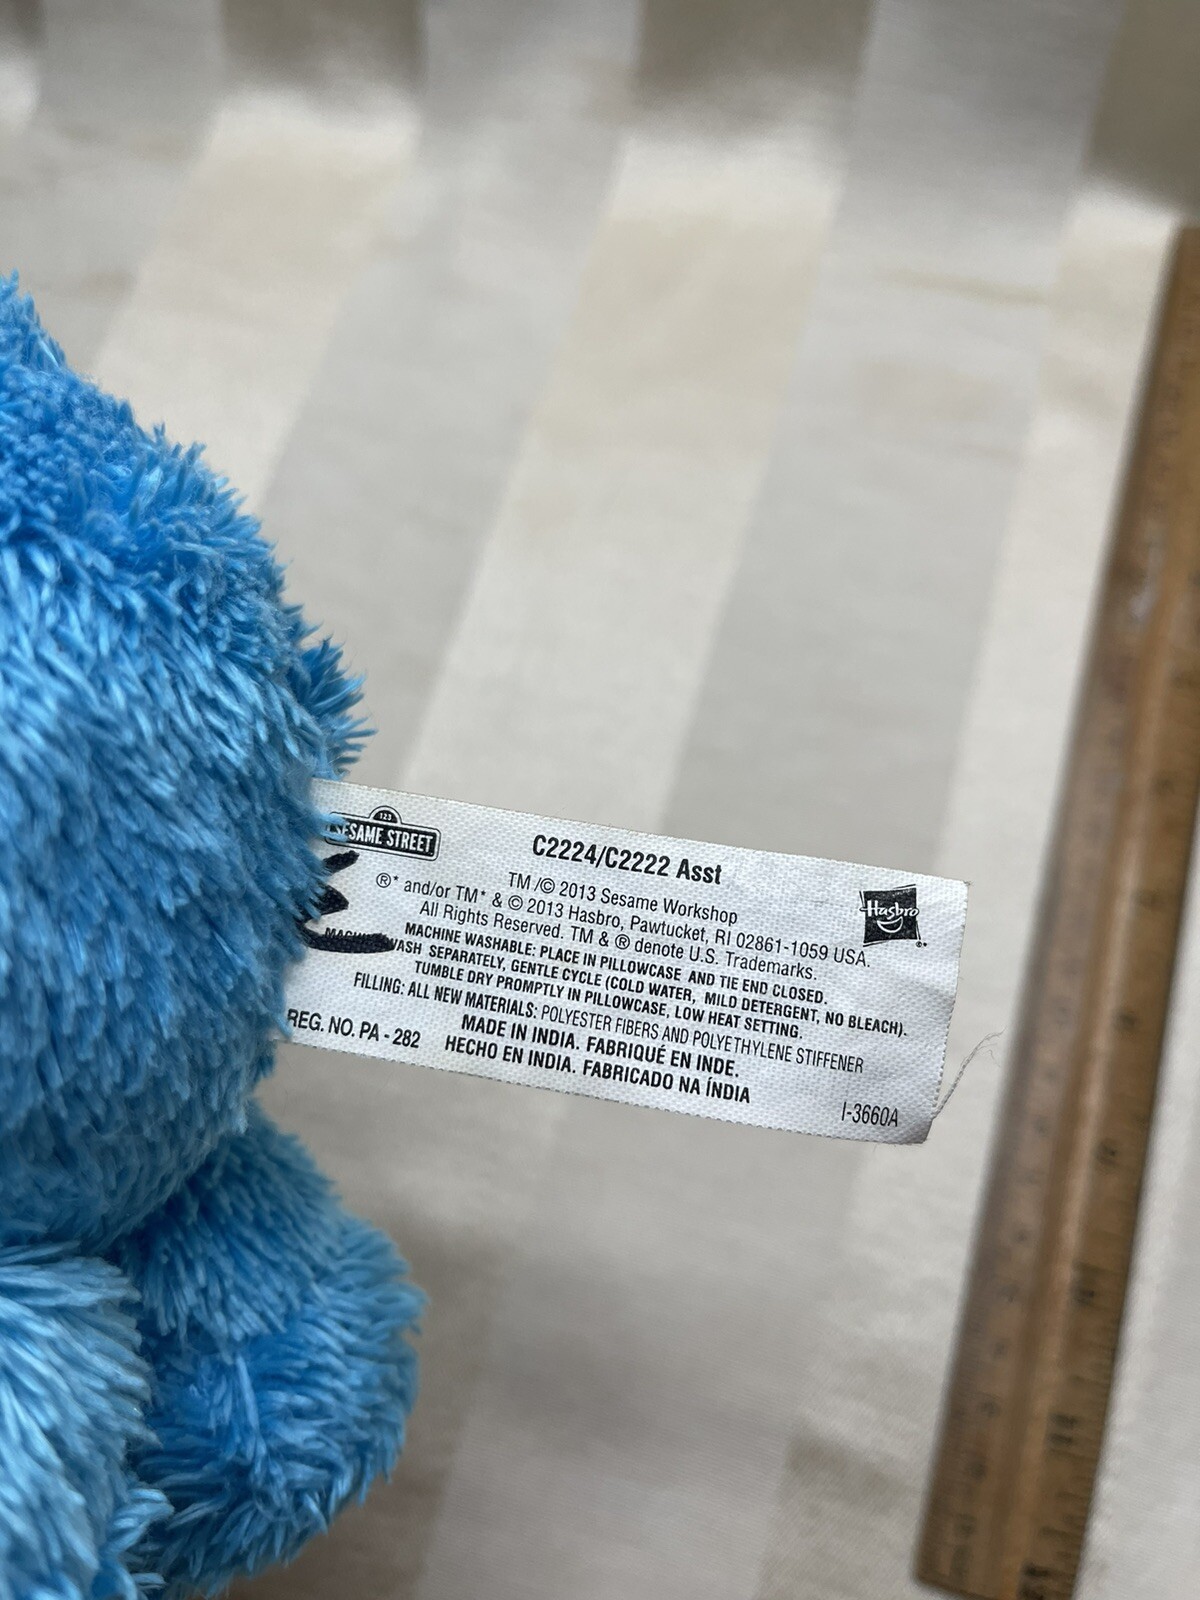 123
SESAME STREET
C2224/C2222 Asst
TM/© 2013 Sesame Workshop
®* and/or TM* & © 2013 Hasbro, Pawtucket, RI 02861-1059 USA.
All Rights Reserved. TM & ® denote U.S. Trademarks.
MACHINE WASHABLE: PLACE IN PILLOWCASE AND TIE END CLOSED.
WASH SEPARATELY, GENTLE CYCLE (COLD WATER, MILD DETERGENT, NO BLEACH).
TUMBLE DRY PROMPTLY IN PILLOWCASE, LOW HEAT SETTING.
FILLING: ALL NEW MATERIALS: POLYESTER FIBERS AND POLYETHYLENE STIFFENER
MADE IN INDIA. FABRIQUÉ EN INDE.
REG. NO. PA - 282 HECHO EN INDIA. FABRICADO NA ÍNDIA
I-3660A
Hasbro